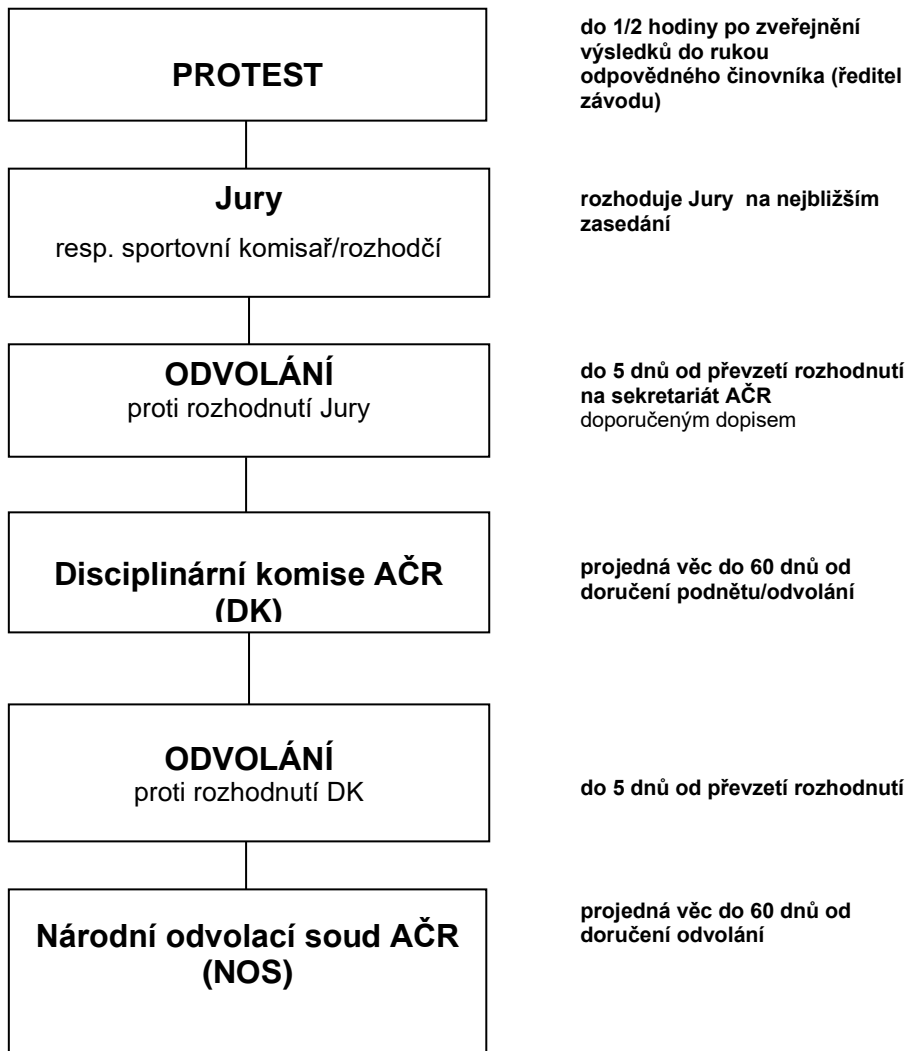 PROTEST
do 1/2 hodiny po zveřejnění
výsledků do rukou
odpovědného činovníka (ředitel
závodu)
Jury
resp. sportovní komisař/rozhodčí
rozhoduje Jury na nejbližším
zasedání
ODVOLÁNÍ
proti rozhodnutí Jury
do 5 dnů od převzetí rozhodnutí
na sekretariát AČR
doporučeným dopisem
Disciplinární komise AČR
(DK)
projedná věc do 60 dnů od
doručení podnětu/odvolání
ODVOLÁNÍ
proti rozhodnutí DK
do 5 dnů od převzetí rozhodnutí
Národní odvolací soud AČR
(NOS)
projedná věc do 60 dnů od
doručení odvolání